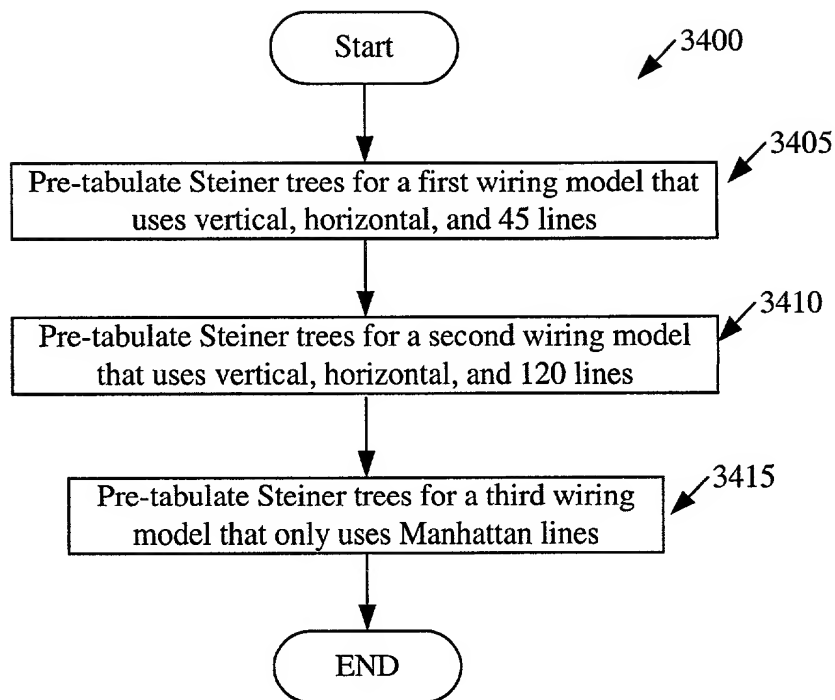 Start
3400
3405
Pre-tabulate Steiner trees for a first wiring model that
uses vertical, horizontal, and 45 lines
3410
Pre-tabulate Steiner trees for a second wiring model
that uses vertical, horizontal, and 120 lines
3415
Pre-tabulate Steiner trees for a third wiring
model that only uses Manhattan lines
END